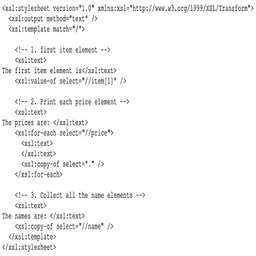 <xsl:stylesheet version="1.0" xmlns:xsl="http://www.w3.org/1999/XSL/Transform">
<xsl:output method="text" />
<xsl:template match="/">
<!-- 1. first item element -->
<xsl:text>
The first item element is</xsl:text>
<xsl:value-of select="//item[1]" />
<!-- 2. Print each price element -->
<xsl:text>
The prices are: </xsl:text>
<xsl:for-each select="//price">
<xsl:text>
</xsl:text>
<xsl:copy-of select="." />
</xsl:for-each>
<!-- 3. Collect all the name elements -->
<xsl:text>
The names are: </xsl:text>
<xsl:copy-of select="//name" />
</xsl:template>
</xsl:stylesheet>